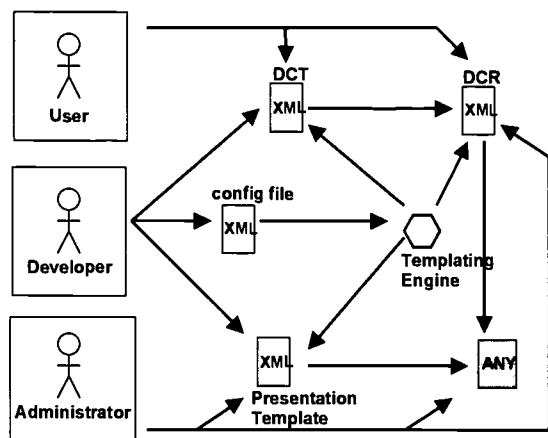 DCT
DCR
XML
XML
User
config file
XML
Developer
Templating
Engine
XML
ANY
Presentation
Template
Administrator